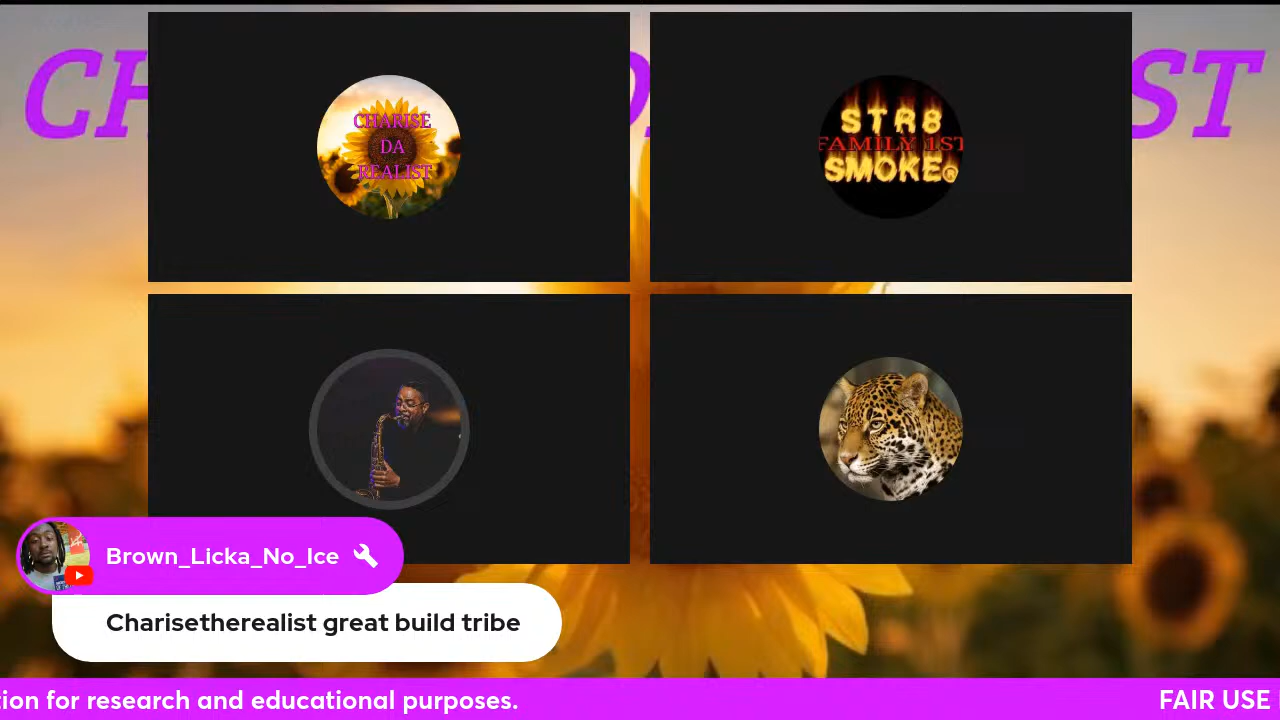 CHARISE
DA
REALIST
STR8
FAMILY 1ST
SMOKE®
ST
Brown_Licka_No_Ice
Charisetherealist great build tribe
tion for research and educational purposes.
FAIR USE